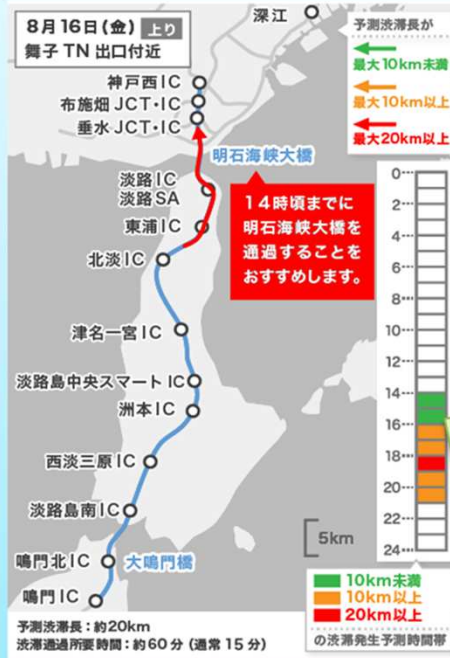 8月16日(金) 上り
舞子TN出口付近
深江
予測渋滞長が
最大10km未満
最大10km以上
最大20km以上
神戸西IC
布施畑JCT・IC
垂水JCT・IC
明石海峡大橋
淡路IC
淡路SA
東浦IC
北淡IC
14時頃までに
明石海峡大橋を
通過することを
おすすめします。
津名一宮IC
淡路島中央スマートIC
洲本IC
西淡三原IC
淡路島南IC
鳴門北IC
大鳴門橋
鳴門IC
5km
0
2
4
6
8
10
12
14
16
18
20
22
24
10km未満
10km以上
20km以上
の渋滞発生予測時間帯
予測渋滞長：約20km
渋滞通過所要時間：約60分(通常15分)